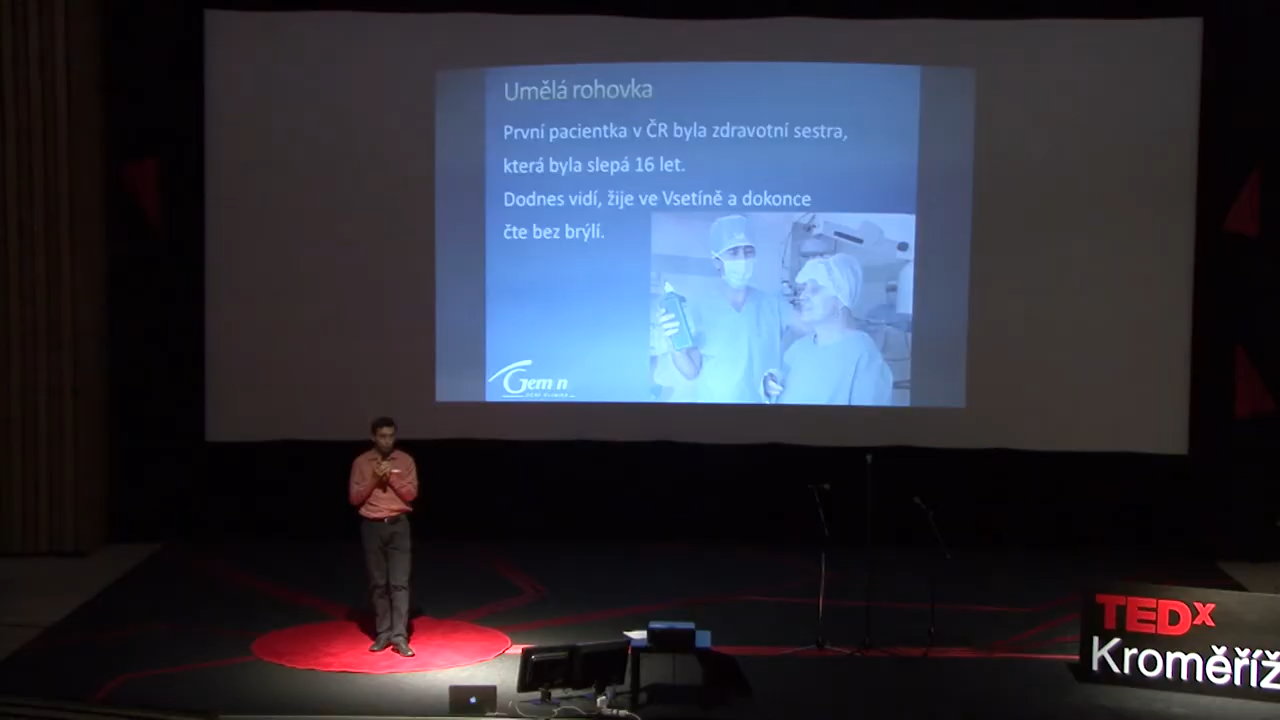 Umělá rohovka
První pacientka v ČR byla zdravotní sestra,
která byla slepá 16 let.
Dodnes vidí, žije ve Vsetíně a dokonce
čte bez brýlí.
TEDx
Kroměříž